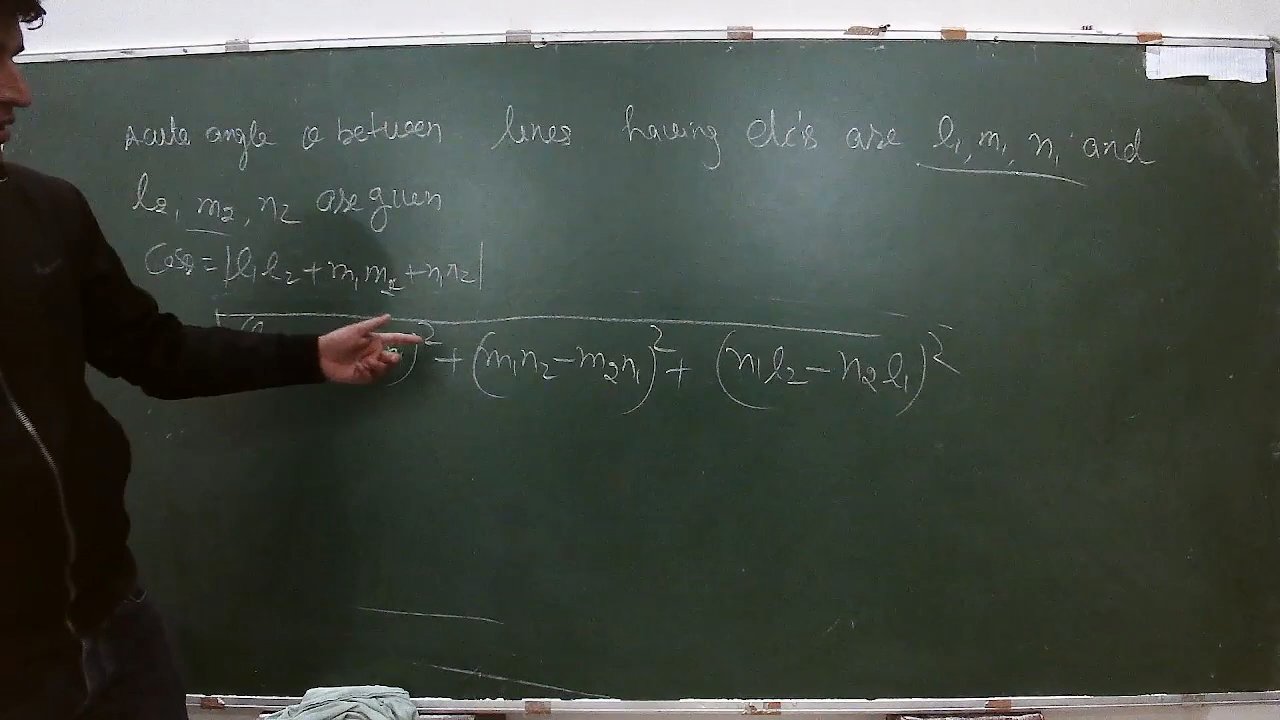 Acute angle θ between lines having dc's are l₁, m₁, n₁ and
l₂, m₂, n₂ are given
Cosθ = |l₁l₂ + m₁m₂ + n₁n₂|
)² + (m₁n₂ - m₂n₁)² + (n₁l₂ - n₂l₁)²